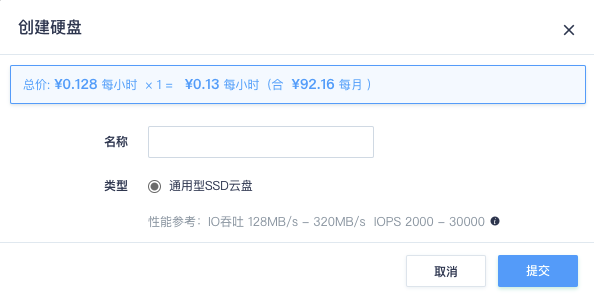 创建硬盘
总价: ¥0.128 每小时 × 1 = ¥0.13 每小时（合 ¥92.16 每月 ）
名称
类型 通用型SSD云盘
性能参考：IO吞吐 128MB/s - 320MB/s IOPS 2000 - 30000
取消 提交